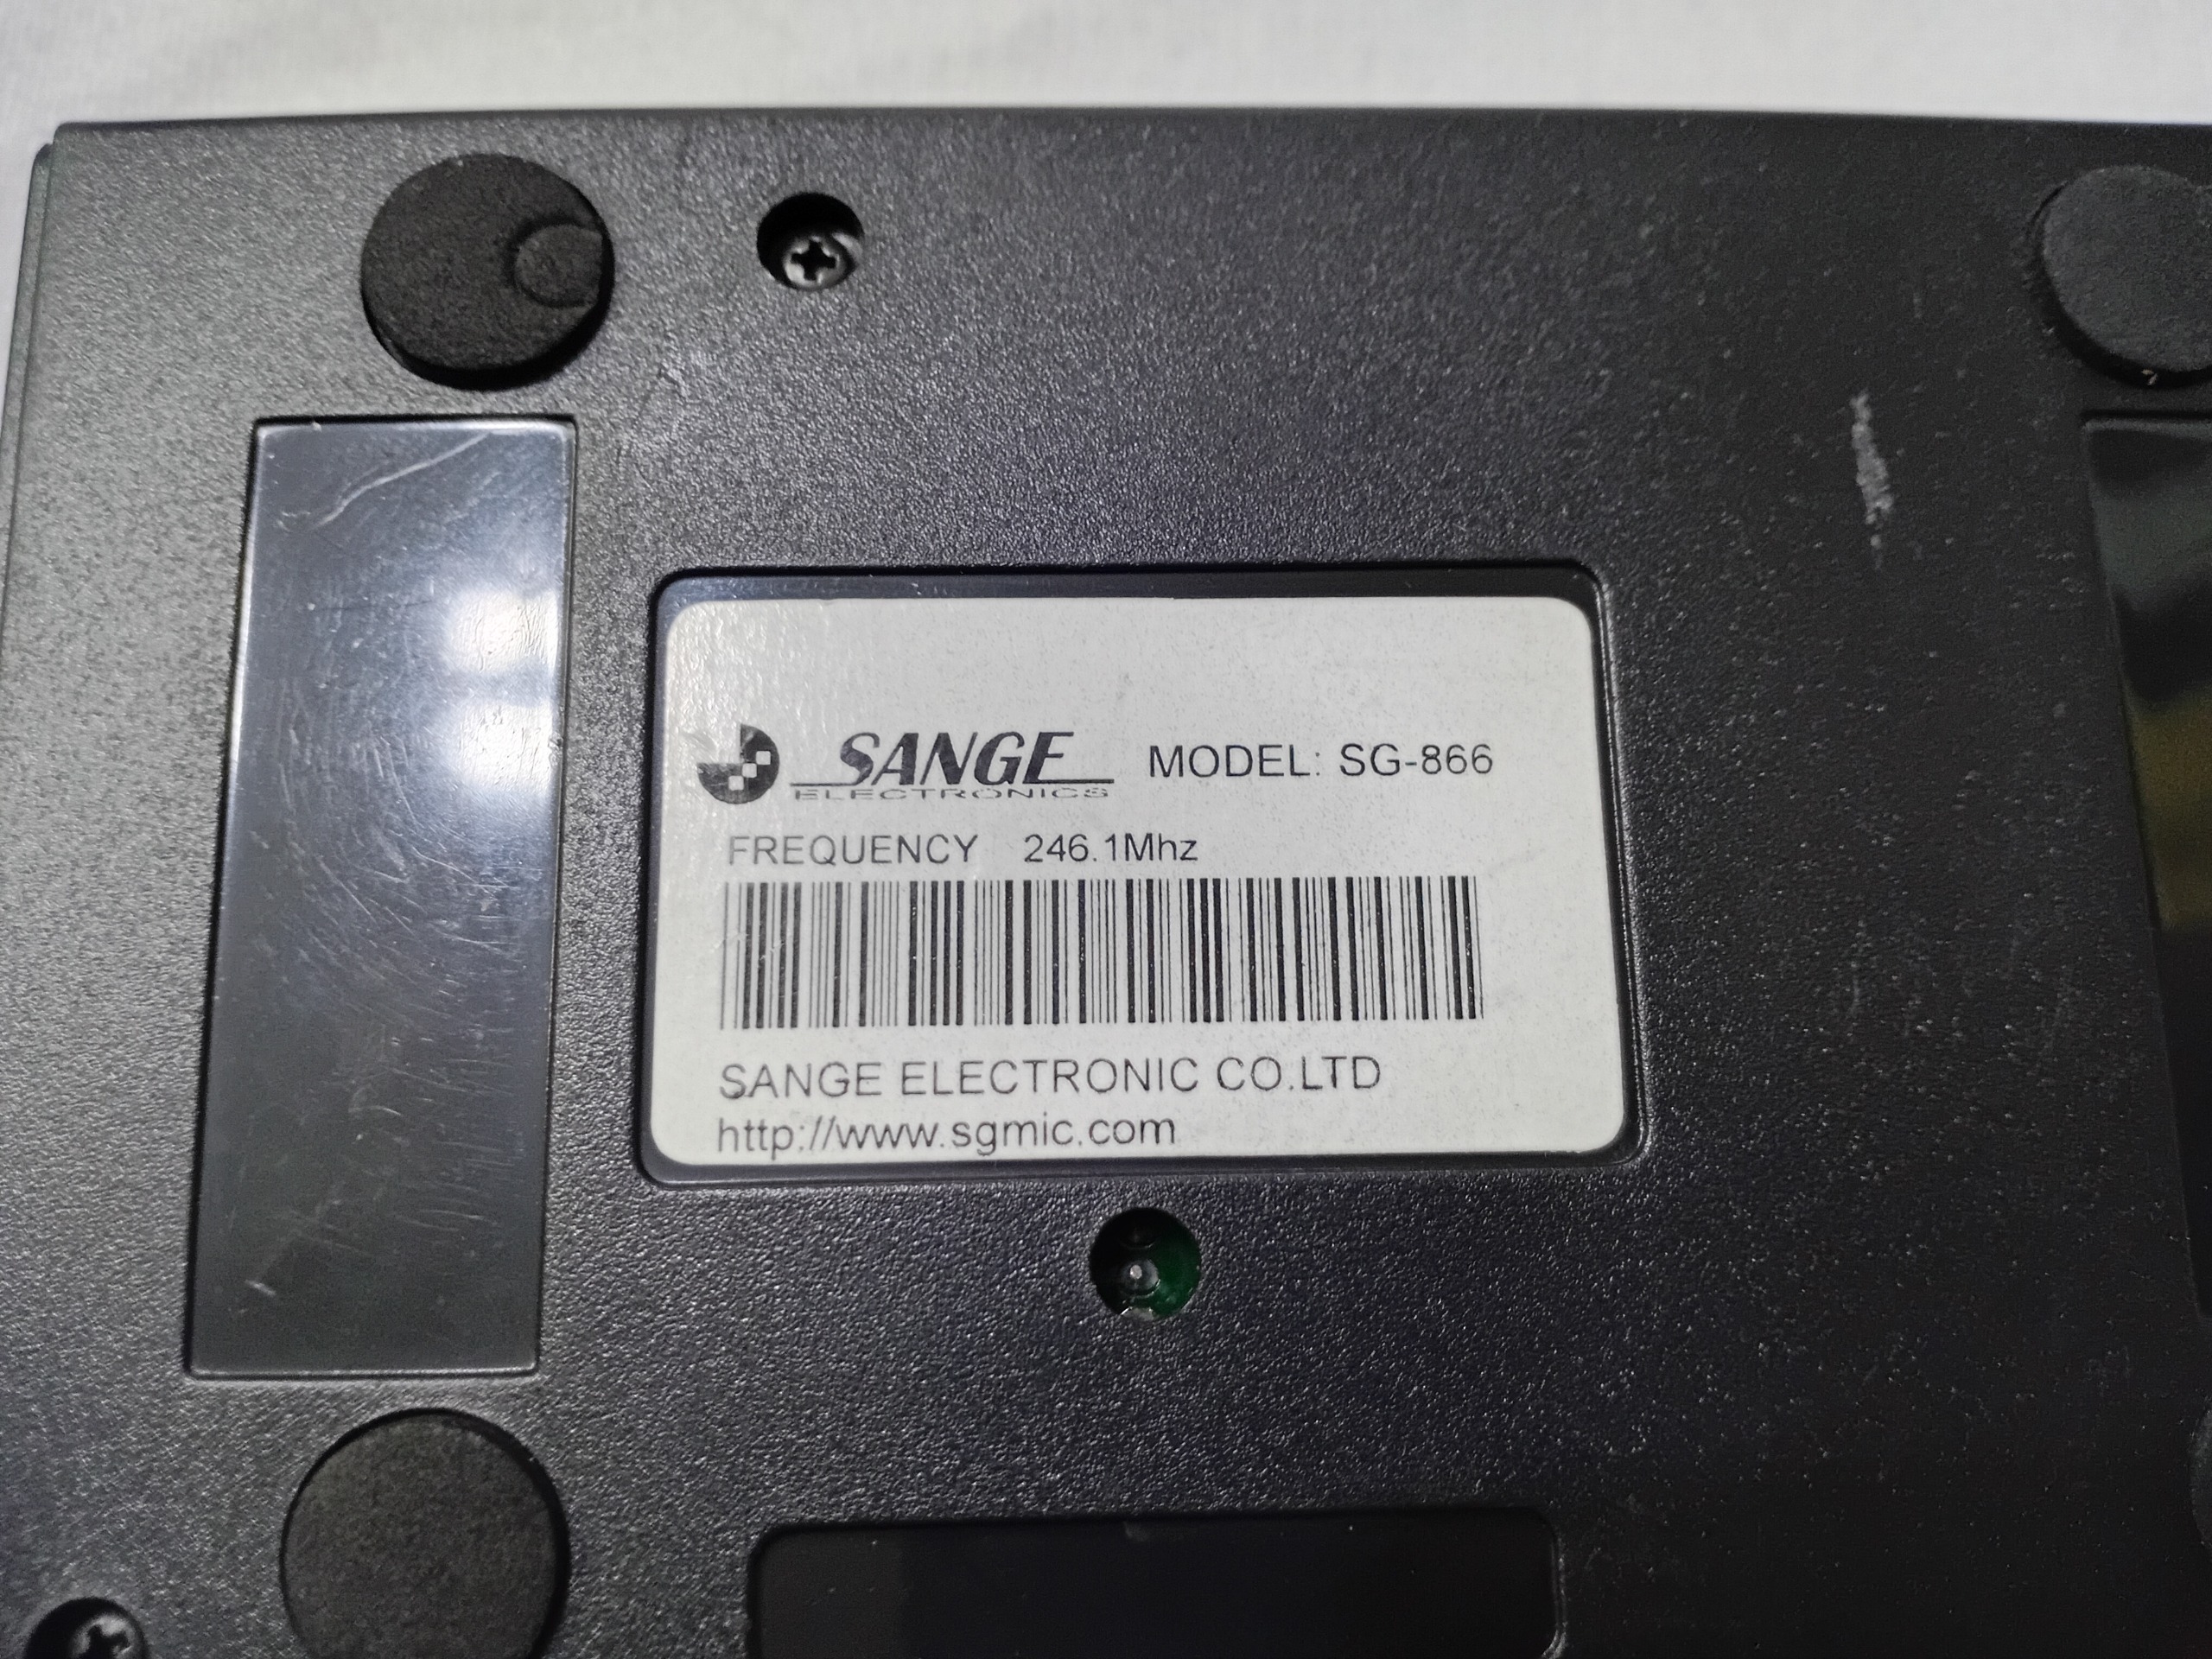 SANGE MODEL: SG-866
ELECTRONICS
FREQUENCY 246.1Mhz
SANGE ELECTRONIC CO.LTD
http://www.sgmic.com